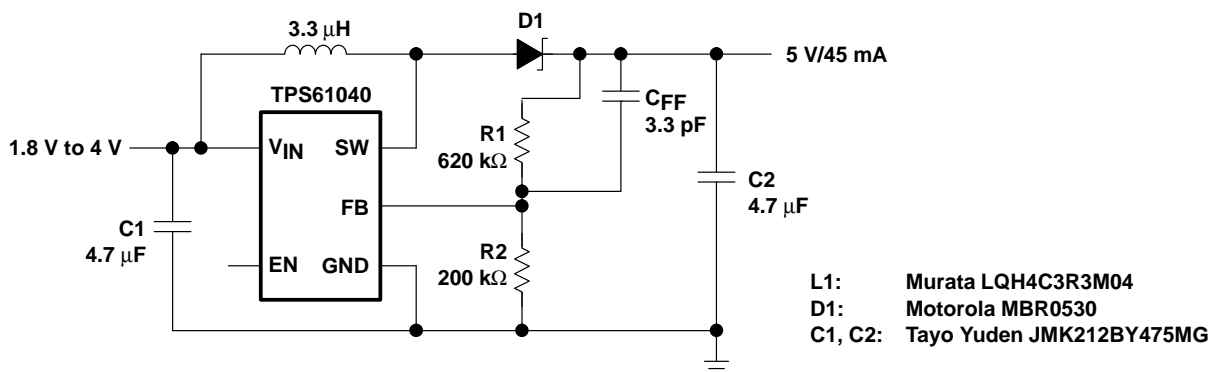 D1
3.3 μH
5 V/45 mA
TPS61040
CFF
3.3 pF
1.8 V to 4 V
VIN
SW
R1
620 kΩ
C2
4.7 μF
FB
C1
4.7 μF
R2
200 kΩ
EN
GND
L1: Murata LQH4C3R3M04
D1: Motorola MBR0530
C1, C2: Tayo Yuden JMK212BY475MG